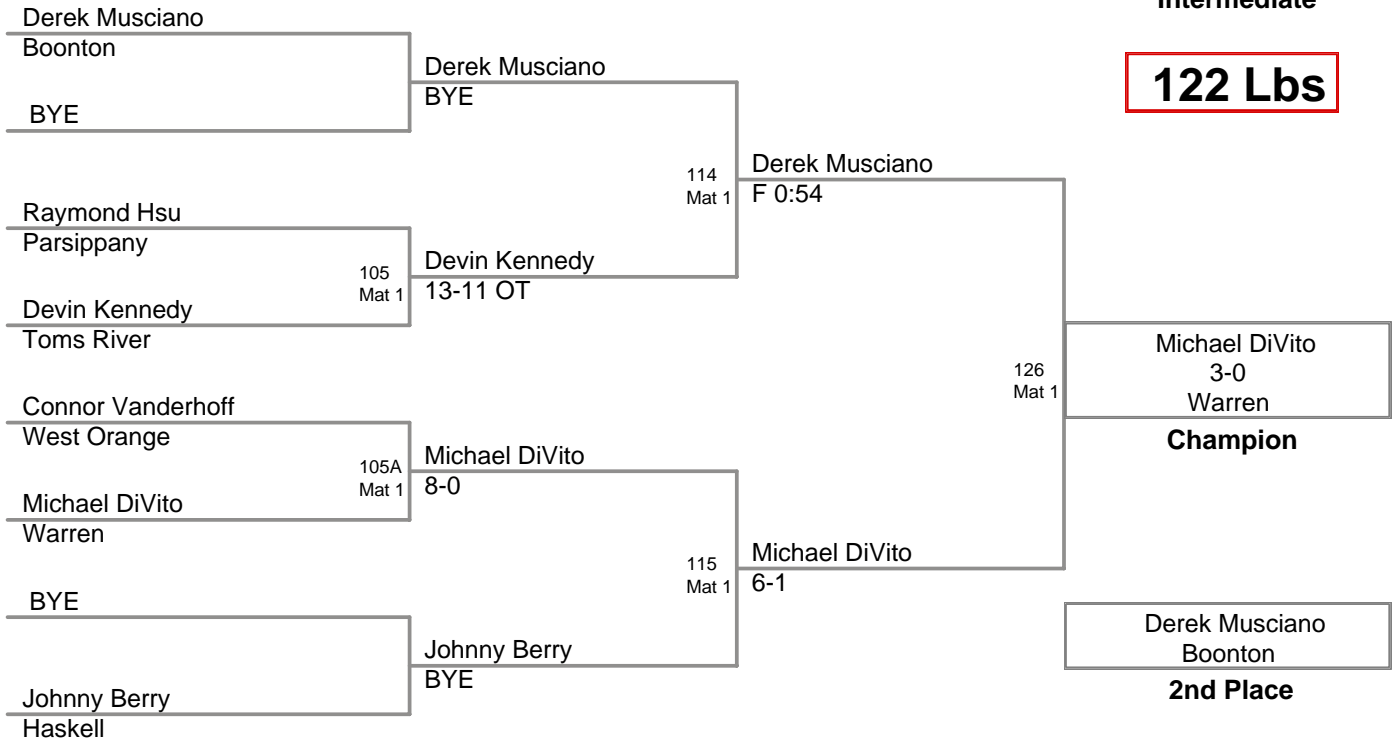 Intermediate
122 Lbs
Derek Musciano
Boonton
BYE
Raymond Hsu
Parsippany
Devin Kennedy
Toms River
Connor Vanderhoff
West Orange
Michael DiVito
Warren
BYE
Johnny Berry
Haskell
105
Mat 1
105A
Mat 1
Derek Musciano
BYE
Devin Kennedy
13-11 OT
Michael DiVito
8-0
Johnny Berry
BYE
114
Mat 1
115
Mat 1
Derek Musciano
F 0:54
Michael DiVito
6-1
126
Mat 1
Michael DiVito
3-0
Warren
Champion
Derek Musciano
Boonton
2nd Place